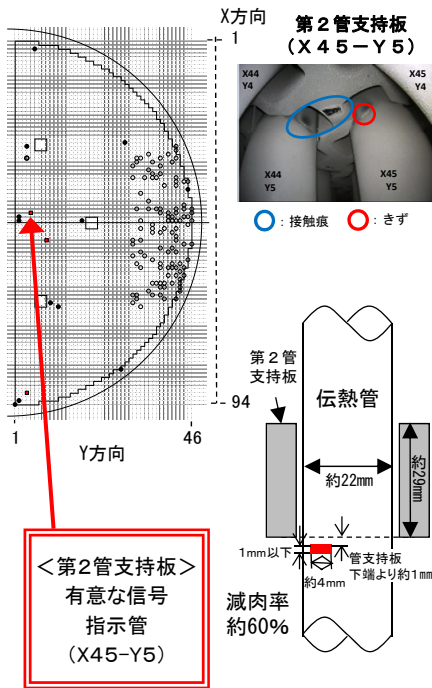 X方向
1
94
1
46
Y方向
<第2管支持板>
有意な信号
指示管
(X45-Y5)
第2管支持板
(X45-Y5)
X44
Y4
X45
Y4
X44
Y5
X45
Y5
:接触痕
:きず
第2管
支持板
伝熱管
約22mm
約29mm
1mm以下
約4mm
管支持板
下端より約1mm
減肉率
約60%